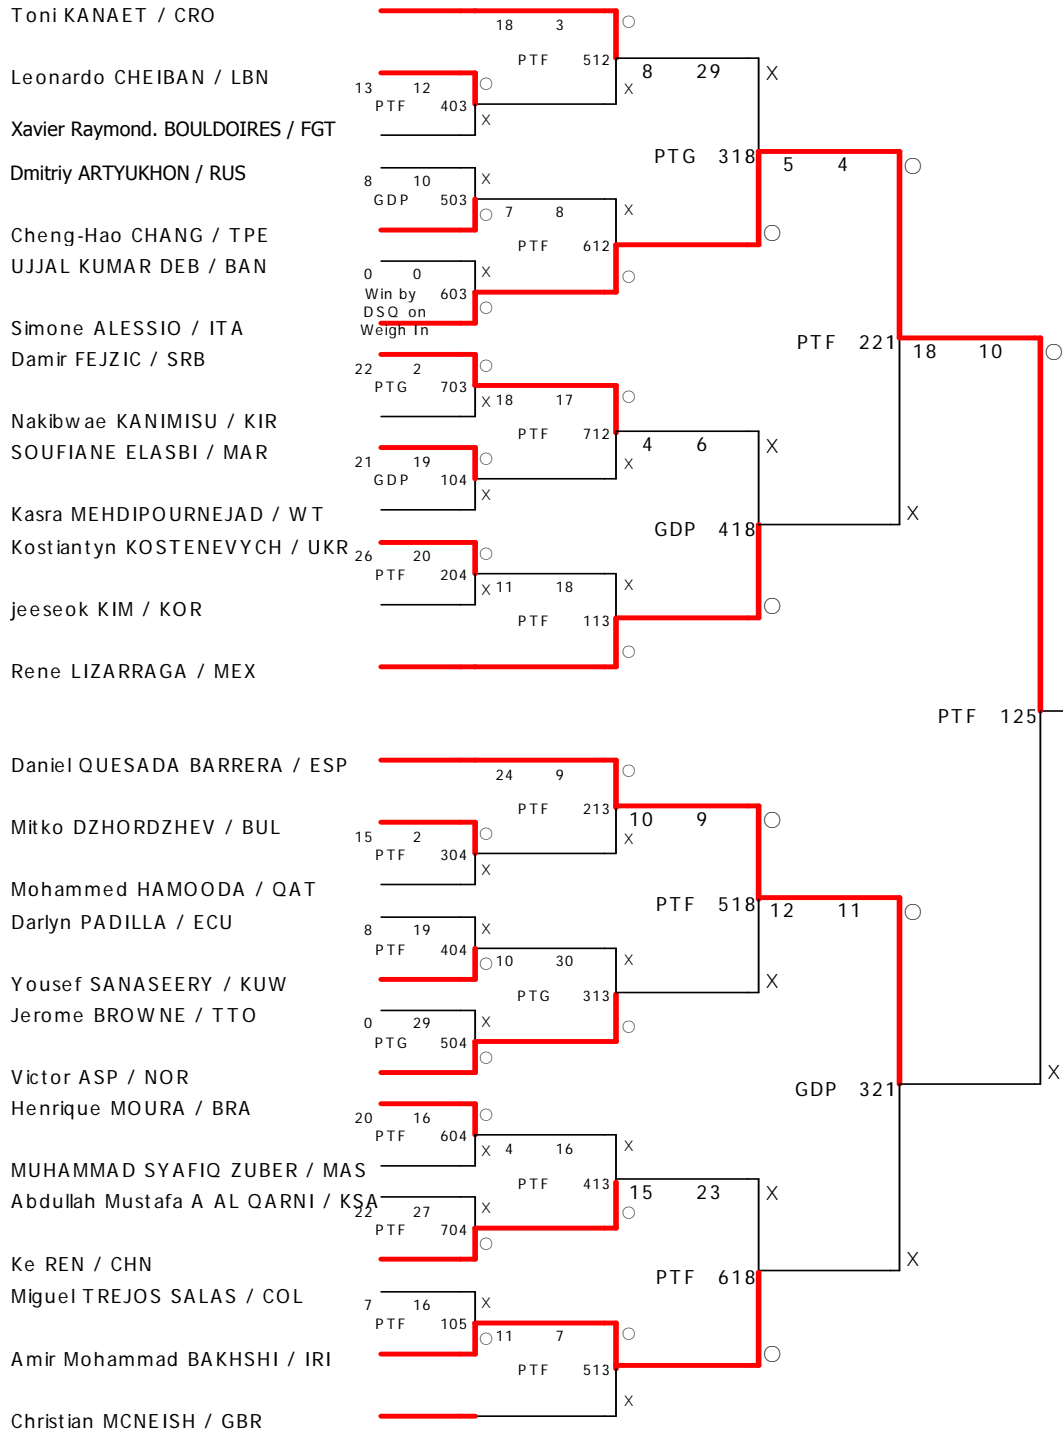 Toni KANAET / CRO
18 3
○
PTF 512
8 29
X
Leonardo CHEIBAN / LBN
13 12
○
X
PTF 403
X
Xavier Raymond. BOULDOIRES / FGT
PTG 318
5 4
○
Dmitriy ARTYUKHON / RUS
8 10
X
GDP 503
○
7 8
X
Cheng-Hao CHANG / TPE
PTF 612
○
UJJAL KUMAR DEB / BAN
0 0
X
○
Win by 603
DSQ on
○
Weigh In
Simone ALESSIO / ITA
PTF 221
18 10
○
Damir FEJZIC / SRB
22 2
○
PTG 703
X
18 17
○
Nakibwae KANIMISU / KIR
PTF 712
4 6
X
SOUFIANE ELASBI / MAR
21 19
○
X
GDP 104
X
Kasra MEHDIPOURNEJAD / WT
X
GDP 418
Kostiantyn KOSTENEVYCH / UKR
26 20
○
PTF 204
X
11 18
X
jeeseok KIM / KOR
PTF 113
○
○
Rene LIZARRAGA / MEX
PTF 125
Daniel QUESADA BARRERA / ESP
24 9
○
PTF 213
10 9
○
Mitko DZHORDZHEV / BUL
15 2
○
X
PTF 304
X
Mohammed HAMOODA / QAT
PTF 518
12 11
○
Darlyn PADILLA / ECU
8 19
X
PTF 404
○
10 30
X
Yousef SANASEERY / KUW
PTG 313
X
Jerome BROWNE / TTO
0 29
X
○
PTG 504
○
Victor ASP / NOR
X
GDP 321
Henrique MOURA / BRA
20 16
○
PTF 604
X
4 16
X
MUHAMMAD SYAFIQ ZUBER / MAS
PTF 413
15 23
X
Abdullah Mustafa A AL QARNI / KSA
22 27
X
○
PTF 704
○
Ke REN / CHN
X
PTF 618
Miguel TREJOS SALAS / COL
7 16
X
PTF 105
○
11 7
○
Amir Mohammad BAKHSHI / IRI
PTF 513
○
X
Christian MCNEISH / GBR